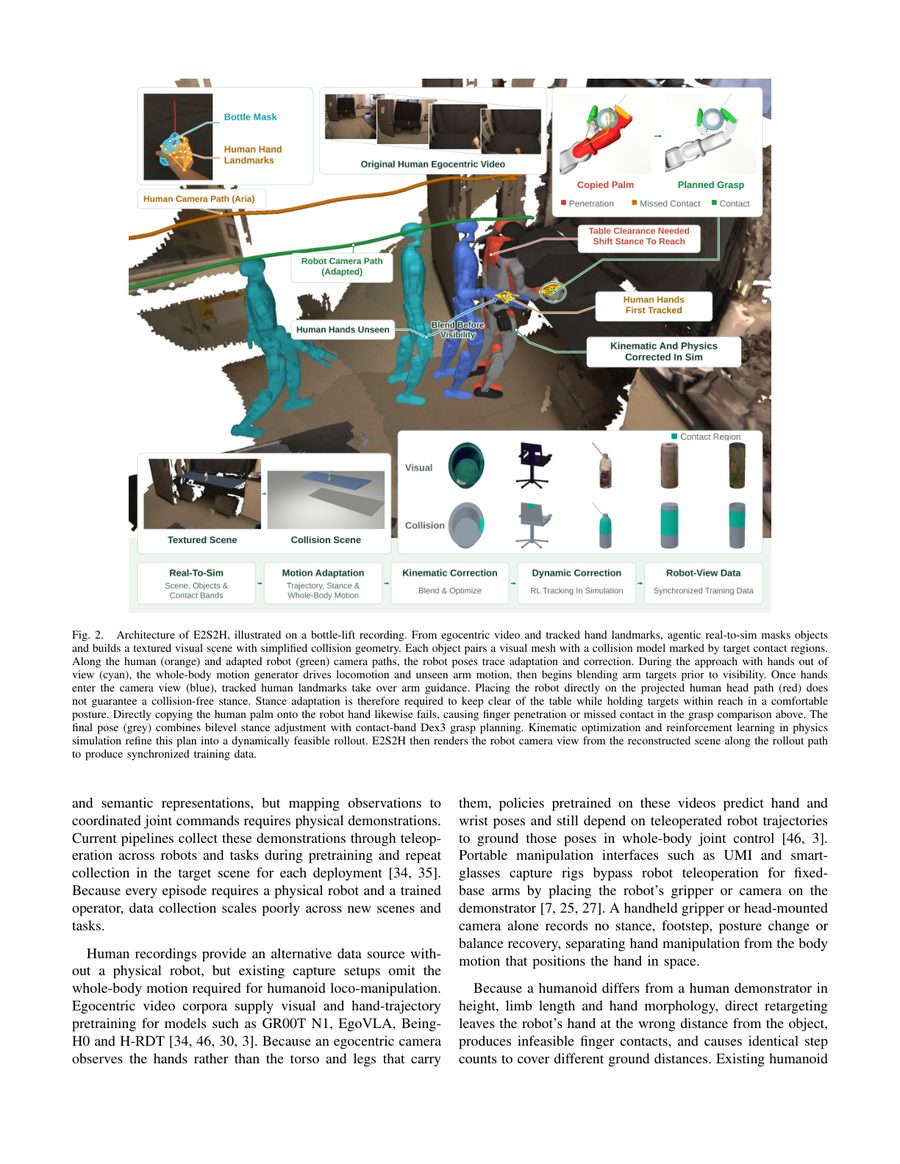 Bottle Mask
Human Hand
Landmarks
Original Human Egocentric Video
Copied Palm
Planned Grasp
Penetration
Missed Contact
Contact
Human Camera Path (Aria)
Table Clearance Needed
Shift Stance To Reach
Robot Camera Path
(Adapted)
Human Hands
First Tracked
Human Hands Unseen
Blend Before
Visibility
Kinematic And Physics
Corrected In Sim
Contact Region
Visual
Collision
Textured Scene
Collision Scene
Real-To-Sim
Scene, Objects &
Contact Bands
Motion Adaptation
Trajectory, Stance &
Whole-Body Motion
Kinematic Correction
Blend & Optimize
Dynamic Correction
RL Tracking In Simulation
Robot-View Data
Synchronized Training Data
Fig. 2. Architecture of E2S2H, illustrated on a bottle-lift recording. From egocentric video and tracked hand landmarks, agentic real-to-sim masks objects
and builds a textured visual scene with simplified collision geometry. Each object pairs a visual mesh with a collision model marked by target contact regions.
Along the human (orange) and adapted robot (green) camera paths, the robot poses trace adaptation and correction. During the approach with hands out of
view (cyan), the whole-body motion generator drives locomotion and unseen arm motion, then begins blending arm targets prior to visibility. Once hands
enter the camera view (blue), tracked human landmarks take over arm guidance. Placing the robot directly on the projected human head path (red) does
not guarantee a collision-free stance. Stance adaptation is therefore required to keep clear of the table while holding targets within reach in a comfortable
posture. Directly copying the human palm onto the robot hand likewise fails, causing finger penetration or missed contact in the grasp comparison above. The
final pose (grey) combines bilevel stance adjustment with contact-band Dex3 grasp planning. Kinematic optimization and reinforcement learning in physics
simulation refine this plan into a dynamically feasible rollout. E2S2H then renders the robot camera view from the reconstructed scene along the rollout path
to produce synchronized training data.
and semantic representations, but mapping observations to
coordinated joint commands requires physical demonstrations.
Current pipelines collect these demonstrations through teleop-
eration across robots and tasks during pretraining and repeat
collection in the target scene for each deployment [34, 35].
Because every episode requires a physical robot and a trained
operator, data collection scales poorly across new scenes and
tasks.
Human recordings provide an alternative data source with-
out a physical robot, but existing capture setups omit the
whole-body motion required for humanoid loco-manipulation.
Egocentric video corpora supply visual and hand-trajectory
pretraining for models such as GR00T N1, EgoVLA, Being-
H0 and H-RDT [34, 46, 30, 3]. Because an egocentric camera
observes the hands rather than the torso and legs that carry
them, policies pretrained on these videos predict hand and
wrist poses and still depend on teleoperated robot trajectories
to ground those poses in whole-body joint control [46, 3].
Portable manipulation interfaces such as UMI and smart-
glasses capture rigs bypass robot teleoperation for fixed-
base arms by placing the robot's gripper or camera on the
demonstrator [7, 25, 27]. A handheld gripper or head-mounted
camera alone records no stance, footstep, posture change or
balance recovery, separating hand manipulation from the body
motion that positions the hand in space.
Because a humanoid differs from a human demonstrator in
height, limb length and hand morphology, direct retargeting
leaves the robot's hand at the wrong distance from the object,
produces infeasible finger contacts, and causes identical step
counts to cover different ground distances. Existing humanoid